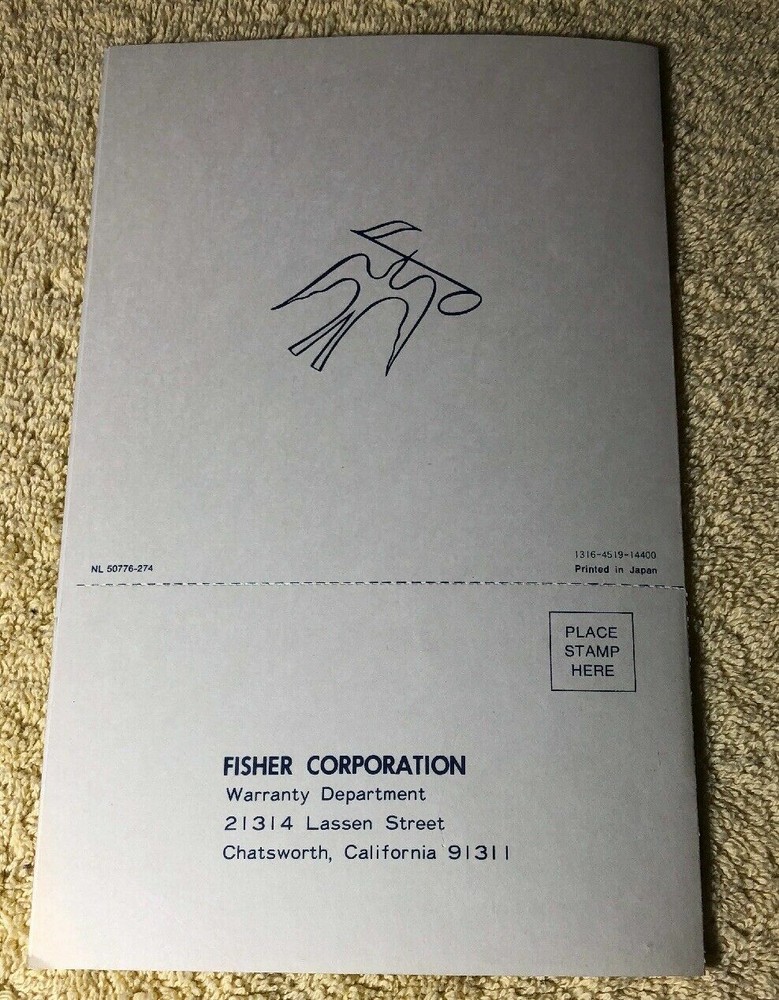 NL 50776-274
1316-4519-14400
Printed in Japan
PLACE
STAMP
HERE
FISHER CORPORATION
Warranty Department
21314 Lassen Street
Chatsworth, California 91311